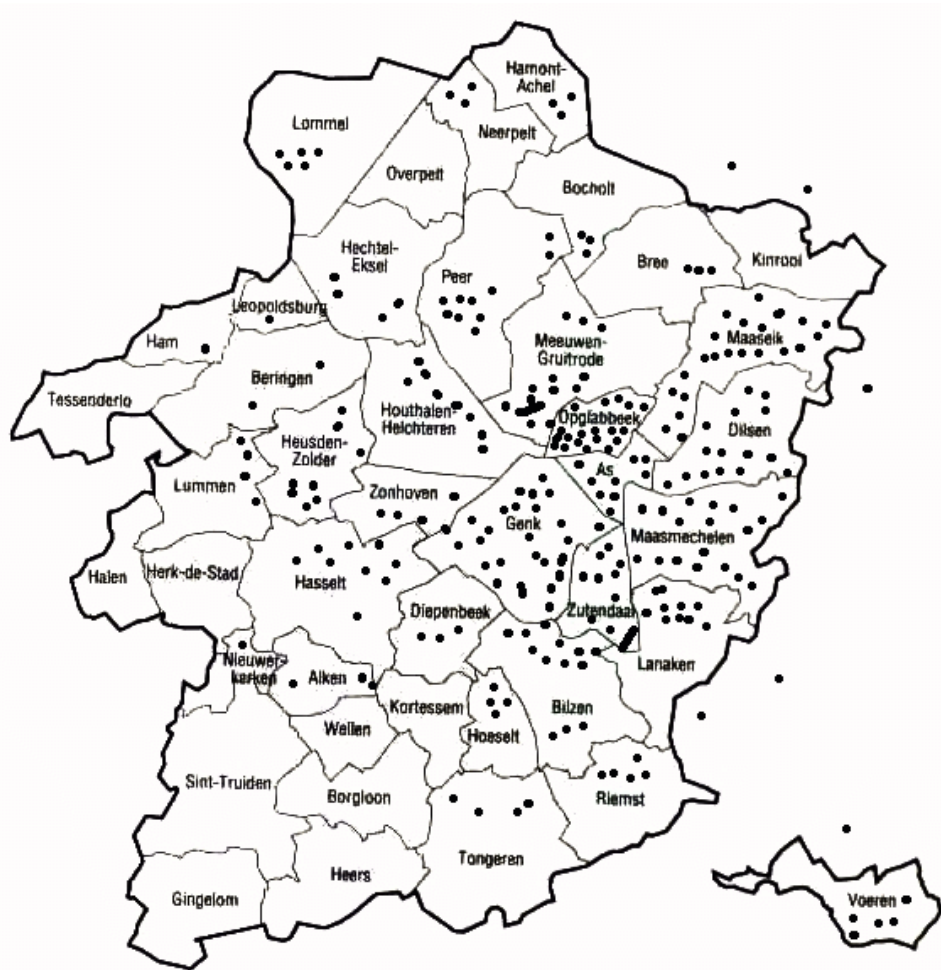 Hamont-
Achel
Lommel
Neerpelt
Overpelt
Bocholt
Hechtel-
Eksel
Bree
Kinrooi
Peer
Leopoldsburg
Ham
Meeuwen-
Gruitrode
Maaseik
Beringen
Tessenderlo
Houthalen-
Helchteren
Opglabbeek
Dilsen
Heusden-
Zolder
As
Lummen
Zonhoven
Genk
Maasmechelen
Halen
Herk-de-Stad
Hasselt
Diepenbeek
Zutendaal
Nieuwer-
kerken
Alken
Lanaken
Kortessem
Bilzen
Wellen
Hoeselt
Sint-Truiden
Borgloon
Riemst
Tongeren
Heers
Gingelom
Voeren